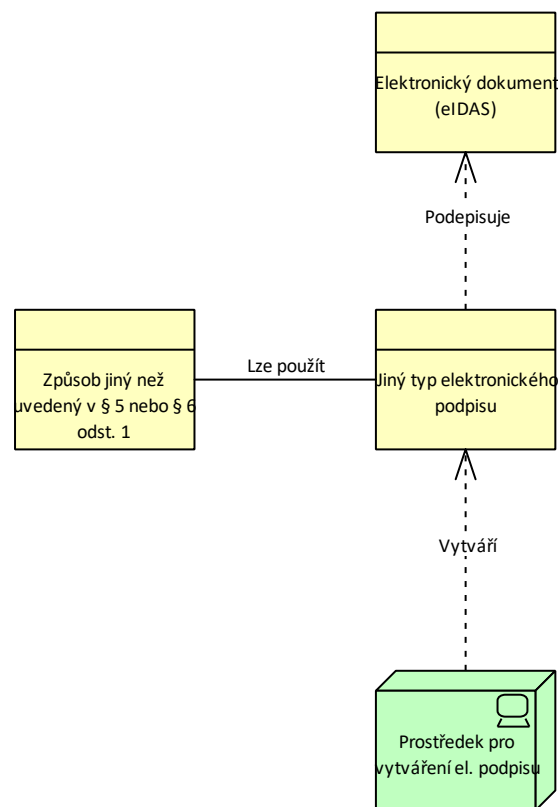 Elektronický dokument
(eIDAS)
Podepisuje
Způsob jiný než
uvedený v § 5 nebo § 6
odst. 1
Lze použít
Jiný typ elektronického
podpisu
Vytváří
Prostředek pro
vytváření el. podpisu